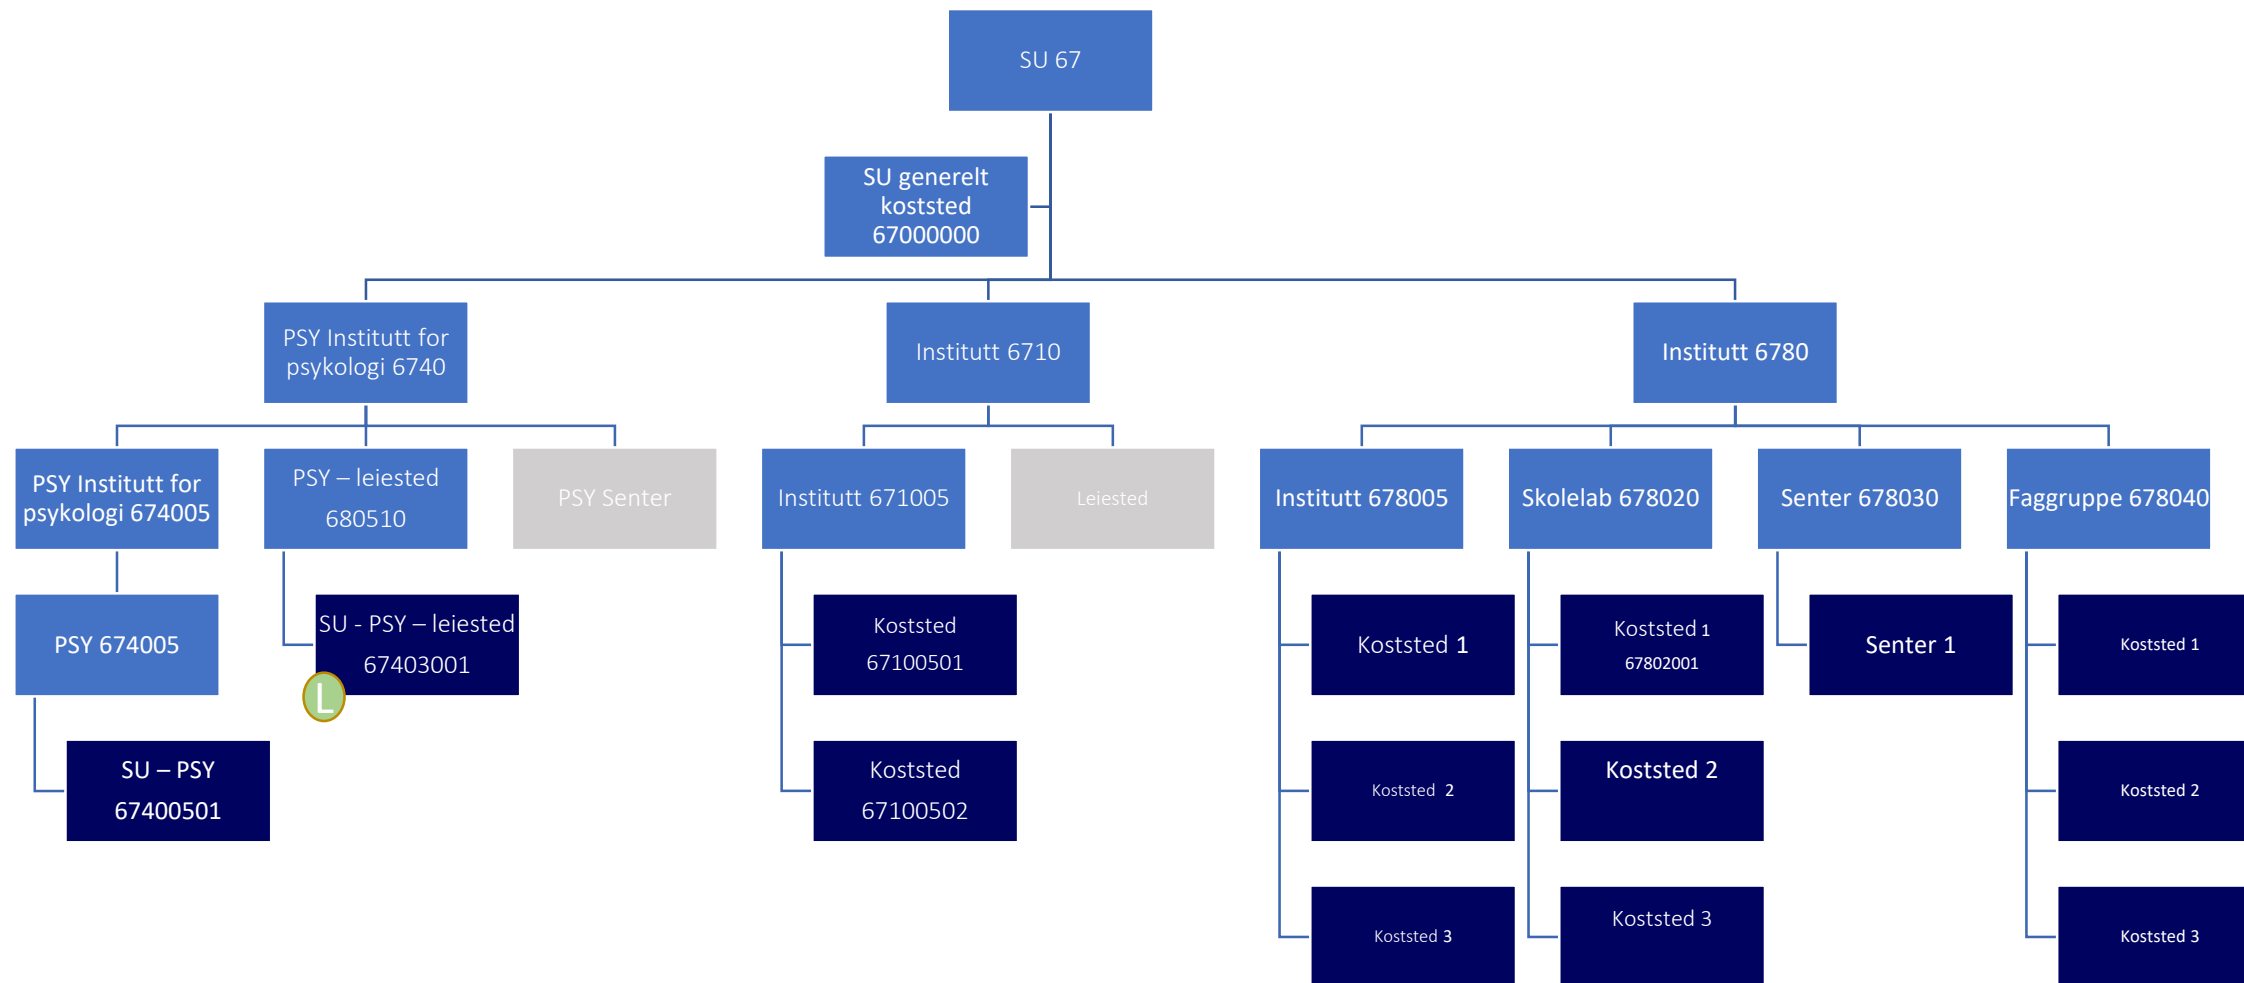 SU 67
SU generelt
koststed
67000000
PSY Institutt for
psykologi 6740
Institutt 6710
Institutt 6780
PSY Institutt for
psykologi 674005
PSY – leiested
680510
PSY Senter
Institutt 671005
Leiested
Institutt 678005
Skolelab 678020
Senter 678030
Faggruppe 678040
PSY 674005
SU - PSY – leiested
67403001
L
Koststed
67100501
Koststed 1
Koststed 1
67802001
Senter 1
Koststed 1
SU – PSY
67400501
Koststed
67100502
Koststed 2
Koststed 2
Koststed 2
Koststed 3
Koststed 3
Koststed 3